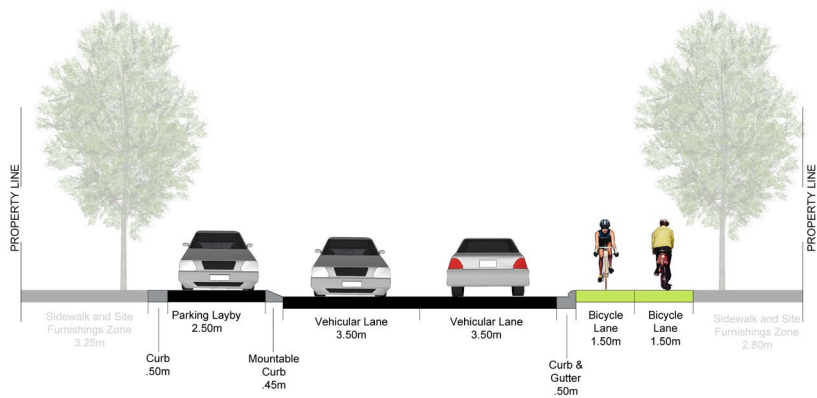 PROPERTY LINE
PROPERTY LINE
Sidewalk and Site
Furnishings Zone
3.25m
Curb
.50m
Parking Layby
2.50m
Mountable
Curb
.45m
Vehicular Lane
3.50m
Vehicular Lane
3.50m
Curb &
Gutter
.50m
Bicycle
Lane
1.50m
Bicycle
Lane
1.50m
Sidewalk and Site
Furnishings Zone
2.80m